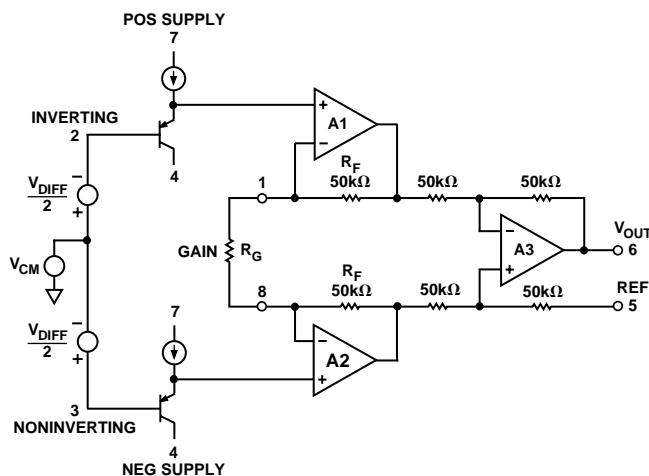 POS SUPPLY
7
INVERTING
2
4
−
V_DIFF
2
+
V_CM
−
V_DIFF
2
+
3
NONINVERTING
7
4
NEG SUPPLY
+
A1
−
R_F
50kΩ
50kΩ
50kΩ
1
GAIN
R_G
8
R_F
50kΩ
50kΩ
50kΩ
−
A2
+
−
A3
+
V_OUT
6
REF
5